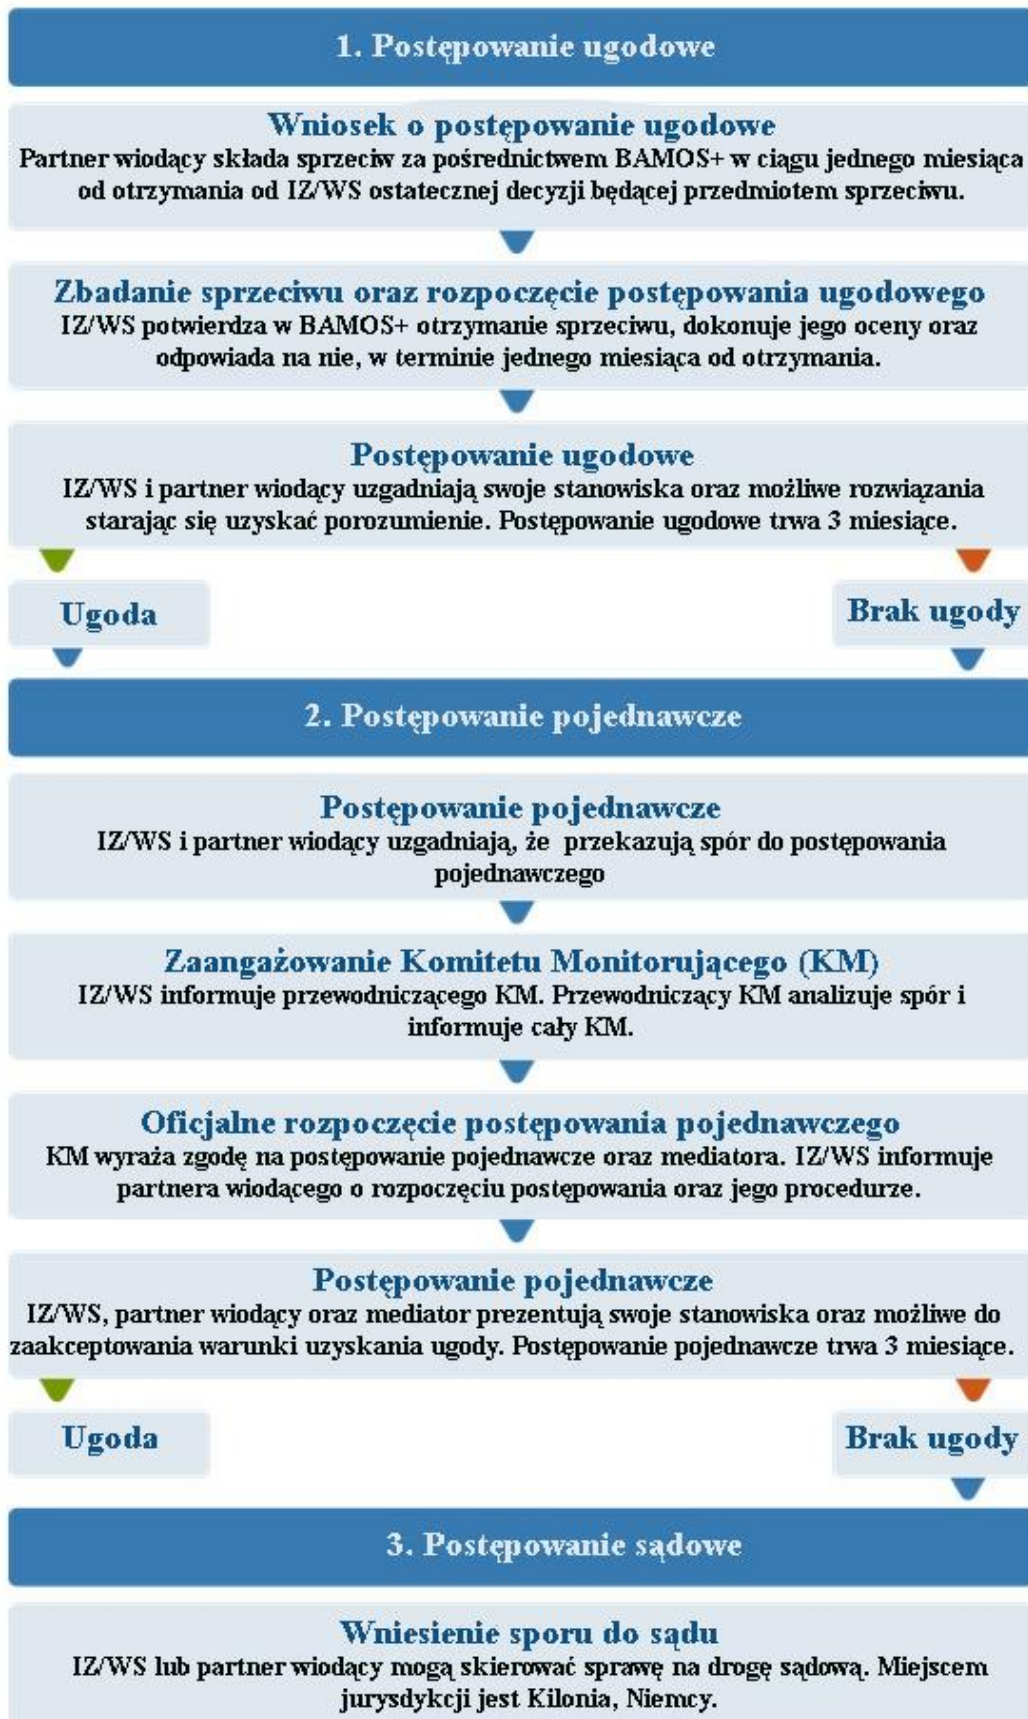 1. Postępowanie ugodowe
Wniosek o postępowanie ugodowe
Partner wiodący składa sprzeciw za pośrednictwem BAMOS+ w ciągu jednego miesiąca
od otrzymania od IZ/WS ostatecznej decyzji będącej przedmiotem sprzeciwu.
Zbadanie sprzeciwu oraz rozpoczęcie postępowania ugodowego
IZ/WS potwierdza w BAMOS+ otrzymanie sprzeciwu, dokonuje jego oceny oraz
odpowiada na nie, w terminie jednego miesiąca od otrzymania.
Postępowanie ugodowe
IZ/WS i partner wiodący uzgadniają swoje stanowiska oraz możliwe rozwiązania
starając się uzyskać porozumienie. Postępowanie ugodowe trwa 3 miesiące.
Ugoda
Brak ugody
2. Postępowanie pojednawcze
Postępowanie pojednawcze
IZ/WS i partner wiodący uzgadniają, że przekazują spór do postępowania
pojednawczego
Zaangażowanie Komitetu Monitorującego (KM)
IZ/WS informuje przewodniczącego KM. Przewodniczący KM analizuje spór i
informuje cały KM.
Oficjalne rozpoczęcie postępowania pojednawczego
KM wyraża zgodę na postępowanie pojednawcze oraz mediatora. IZ/WS informuje
partnera wiodącego o rozpoczęciu postępowania oraz jego procedurze.
Postępowanie pojednawcze
IZ/WS, partner wiodący oraz mediator prezentują swoje stanowiska oraz możliwe do
zaakceptowania warunki uzyskania ugody. Postępowanie pojednawcze trwa 3 miesiące.
Ugoda
Brak ugody
3. Postępowanie sądowe
Wniesienie sporu do sądu
IZ/WS lub partner wiodący mogą skierować sprawę na drogę sądową. Miejscem
jurysdykcji jest Kilonia, Niemcy.